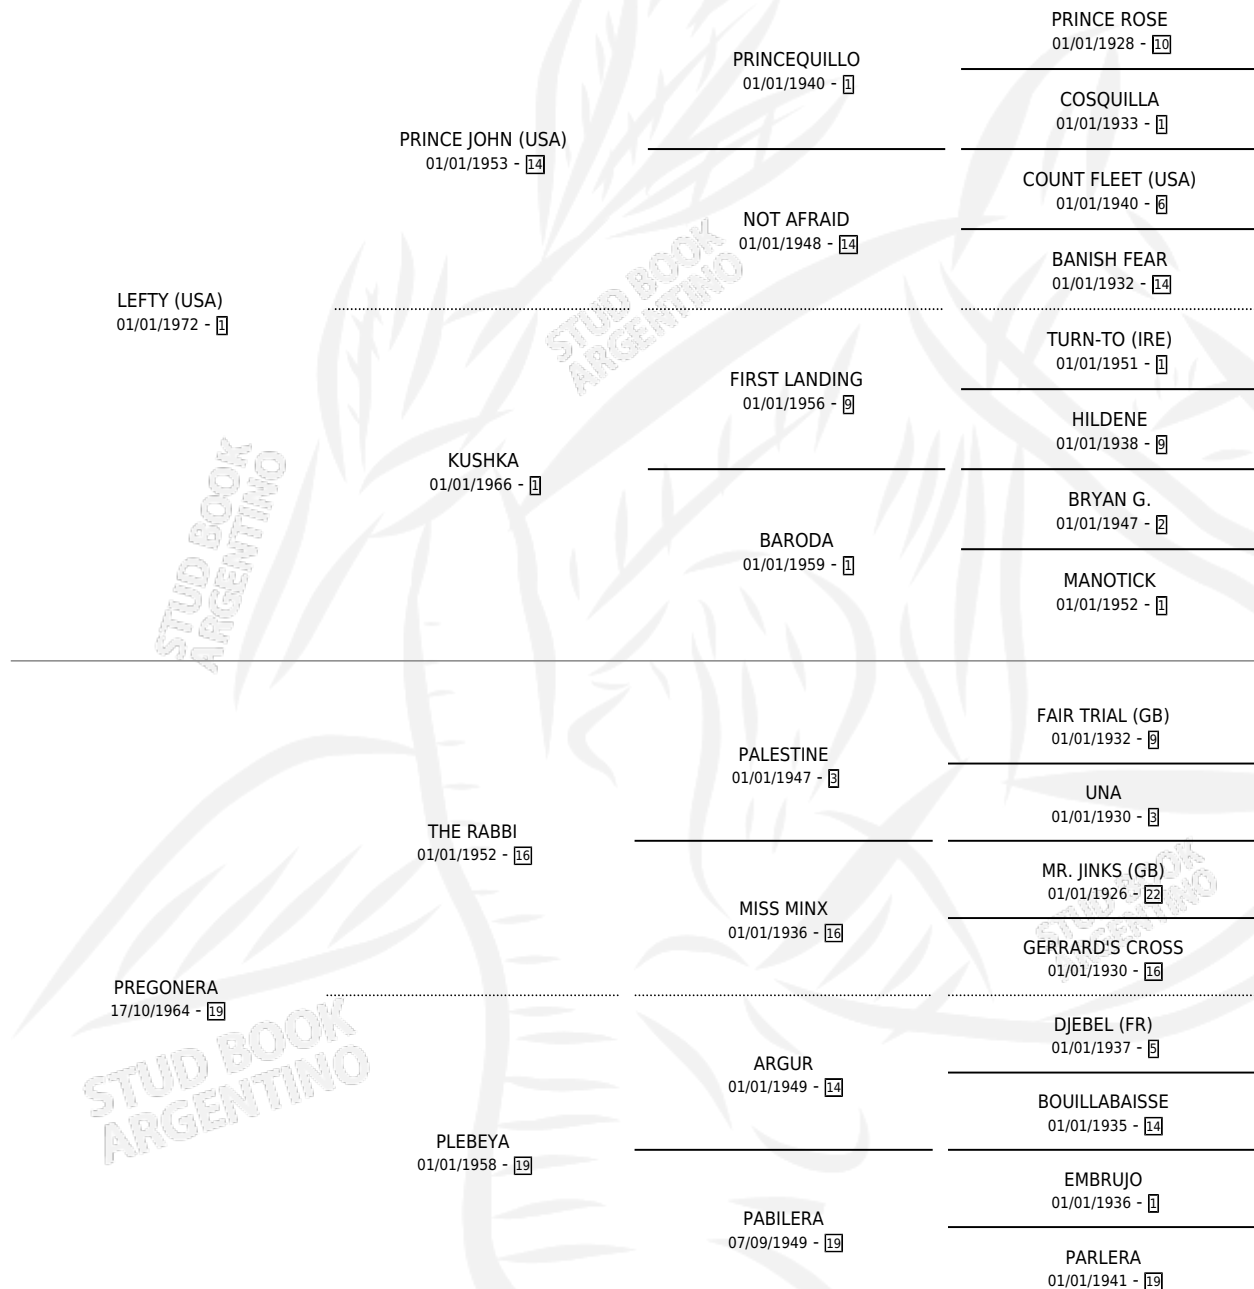 PRINCE ROSE
01/01/1928 - 10
PRINCEQUILLO
01/01/1940 - 1
COSQUILLA
01/01/1933 - 1
PRINCE JOHN (USA)
01/01/1953 - 14
COUNT FLEET (USA)
01/01/1940 - 6
NOT AFRAID
01/01/1948 - 14
BANISH FEAR
01/01/1932 - 14
LEFTY (USA)
01/01/1972 - 1
TURN-TO (IRE)
01/01/1951 - 1
FIRST LANDING
01/01/1956 - 9
HILDENE
01/01/1938 - 9
KUSHKA
01/01/1966 - 1
BRYAN G.
01/01/1947 - 2
BARODA
01/01/1959 - 1
MANOTICK
01/01/1952 - 1
FAIR TRIAL (GB)
01/01/1932 - 9
PALESTINE
01/01/1947 - 3
UNA
01/01/1930 - 3
THE RABBI
01/01/1952 - 16
MR. JINKS (GB)
01/01/1926 - 22
MISS MINX
01/01/1936 - 16
GERRARD'S CROSS
01/01/1930 - 16
PREGONERA
17/10/1964 - 19
DJEBEL (FR)
01/01/1937 - 5
ARGUR
01/01/1949 - 14
BOUILLABAISSE
01/01/1935 - 14
PLEBEYA
01/01/1958 - 19
EMBRUJO
01/01/1936 - 1
PABILERA
07/09/1949 - 19
PARLERA
01/01/1941 - 19
STUD BOOK
ARGENTINO
STUD BOOK
ARGENTINO
STUD BOOK
ARGENTINO
STUD BOOK
ARGENTINO